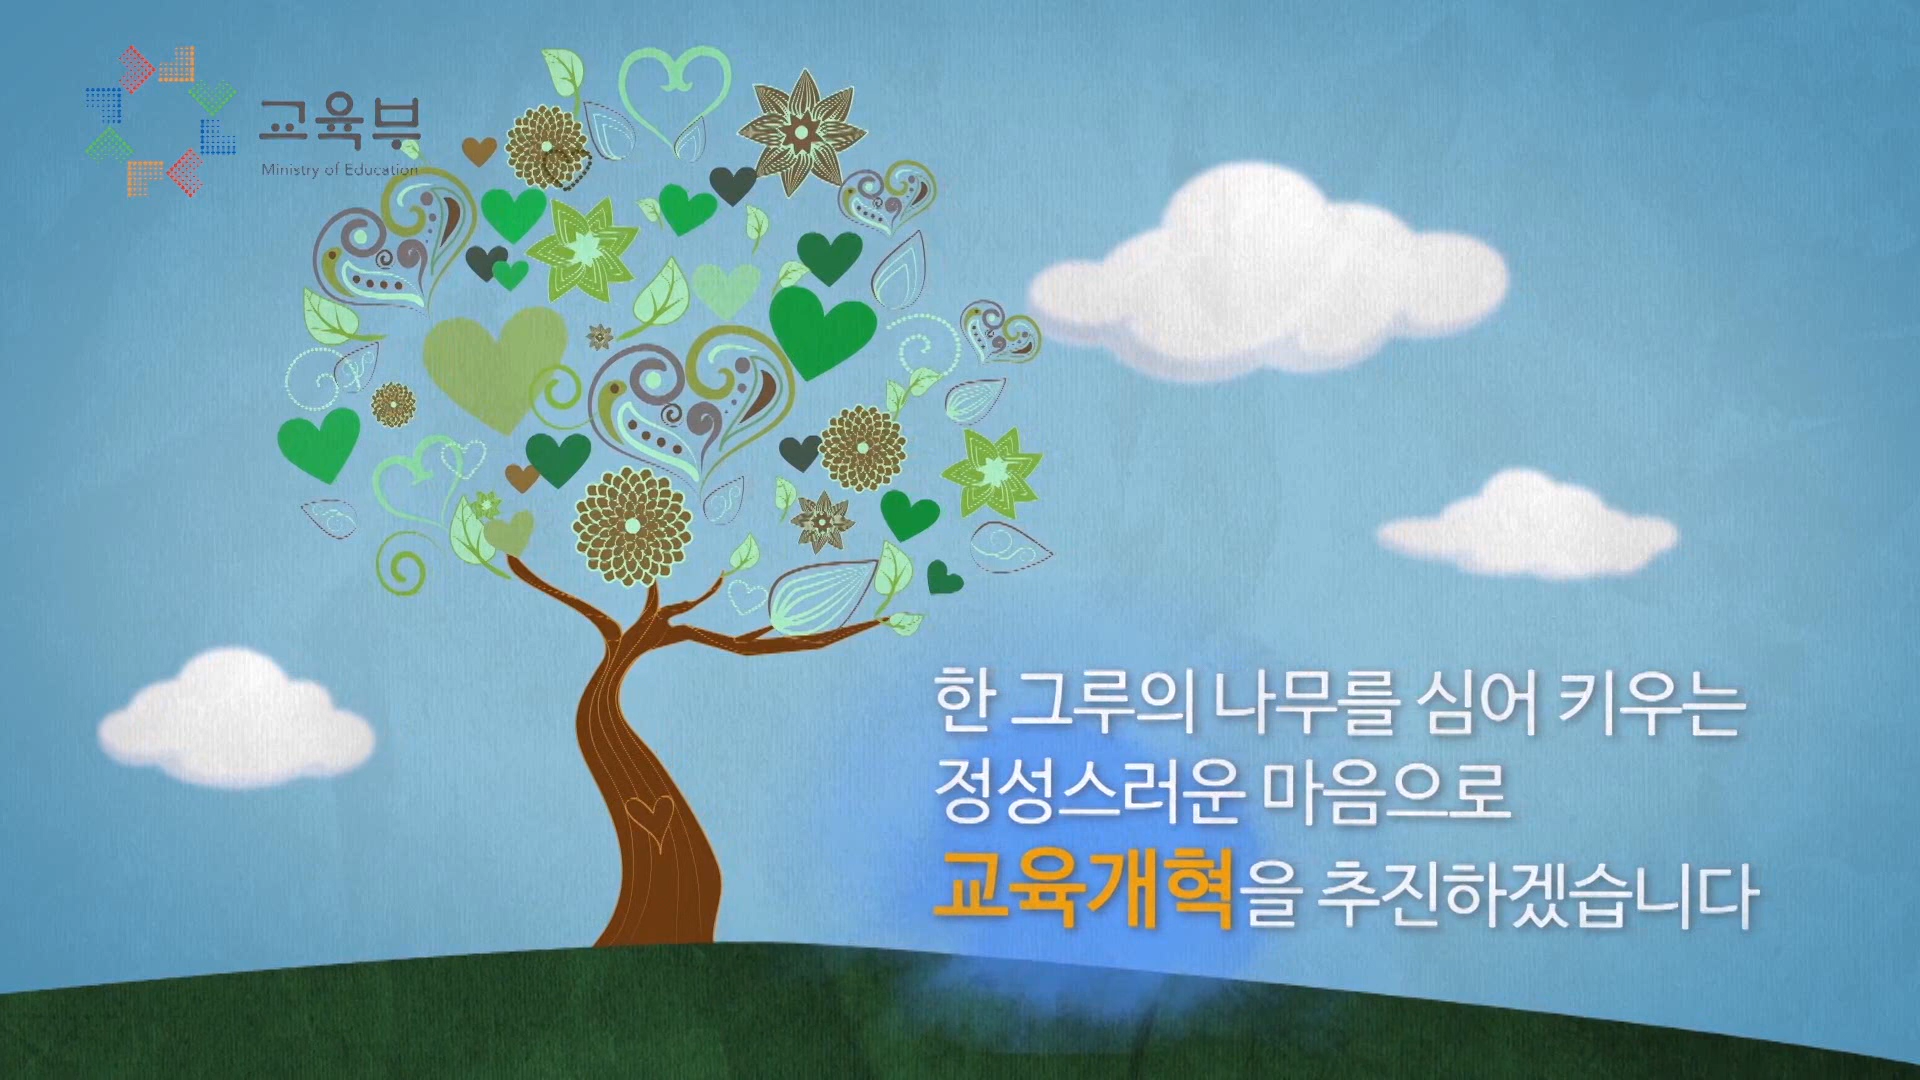 교육부
Ministry of Education
한 그루의 나무를 심어 키우는
정성스러운 마음으로
교육개혁을 추진하겠습니다